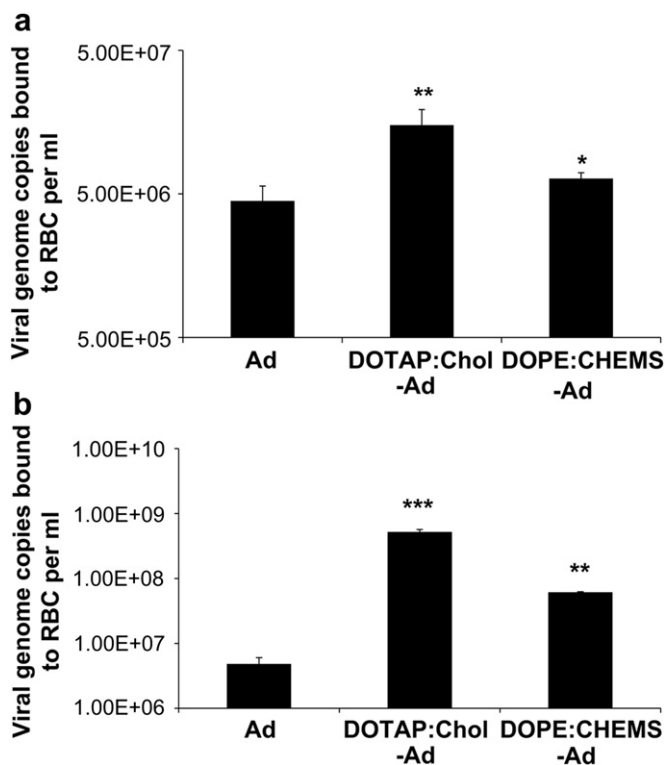 a
Viral genome copies bound
to RBC per ml
5.00E+07
5.00E+06
5.00E+05
**
*
Ad
DOTAP:Chol
-Ad
DOPE:CHEMS
-Ad
b
Viral genome copies bound
to RBC per ml
1.00E+10
1.00E+09
1.00E+08
1.00E+07
1.00E+06
***
**
Ad
DOTAP:Chol
-Ad
DOPE:CHEMS
-Ad